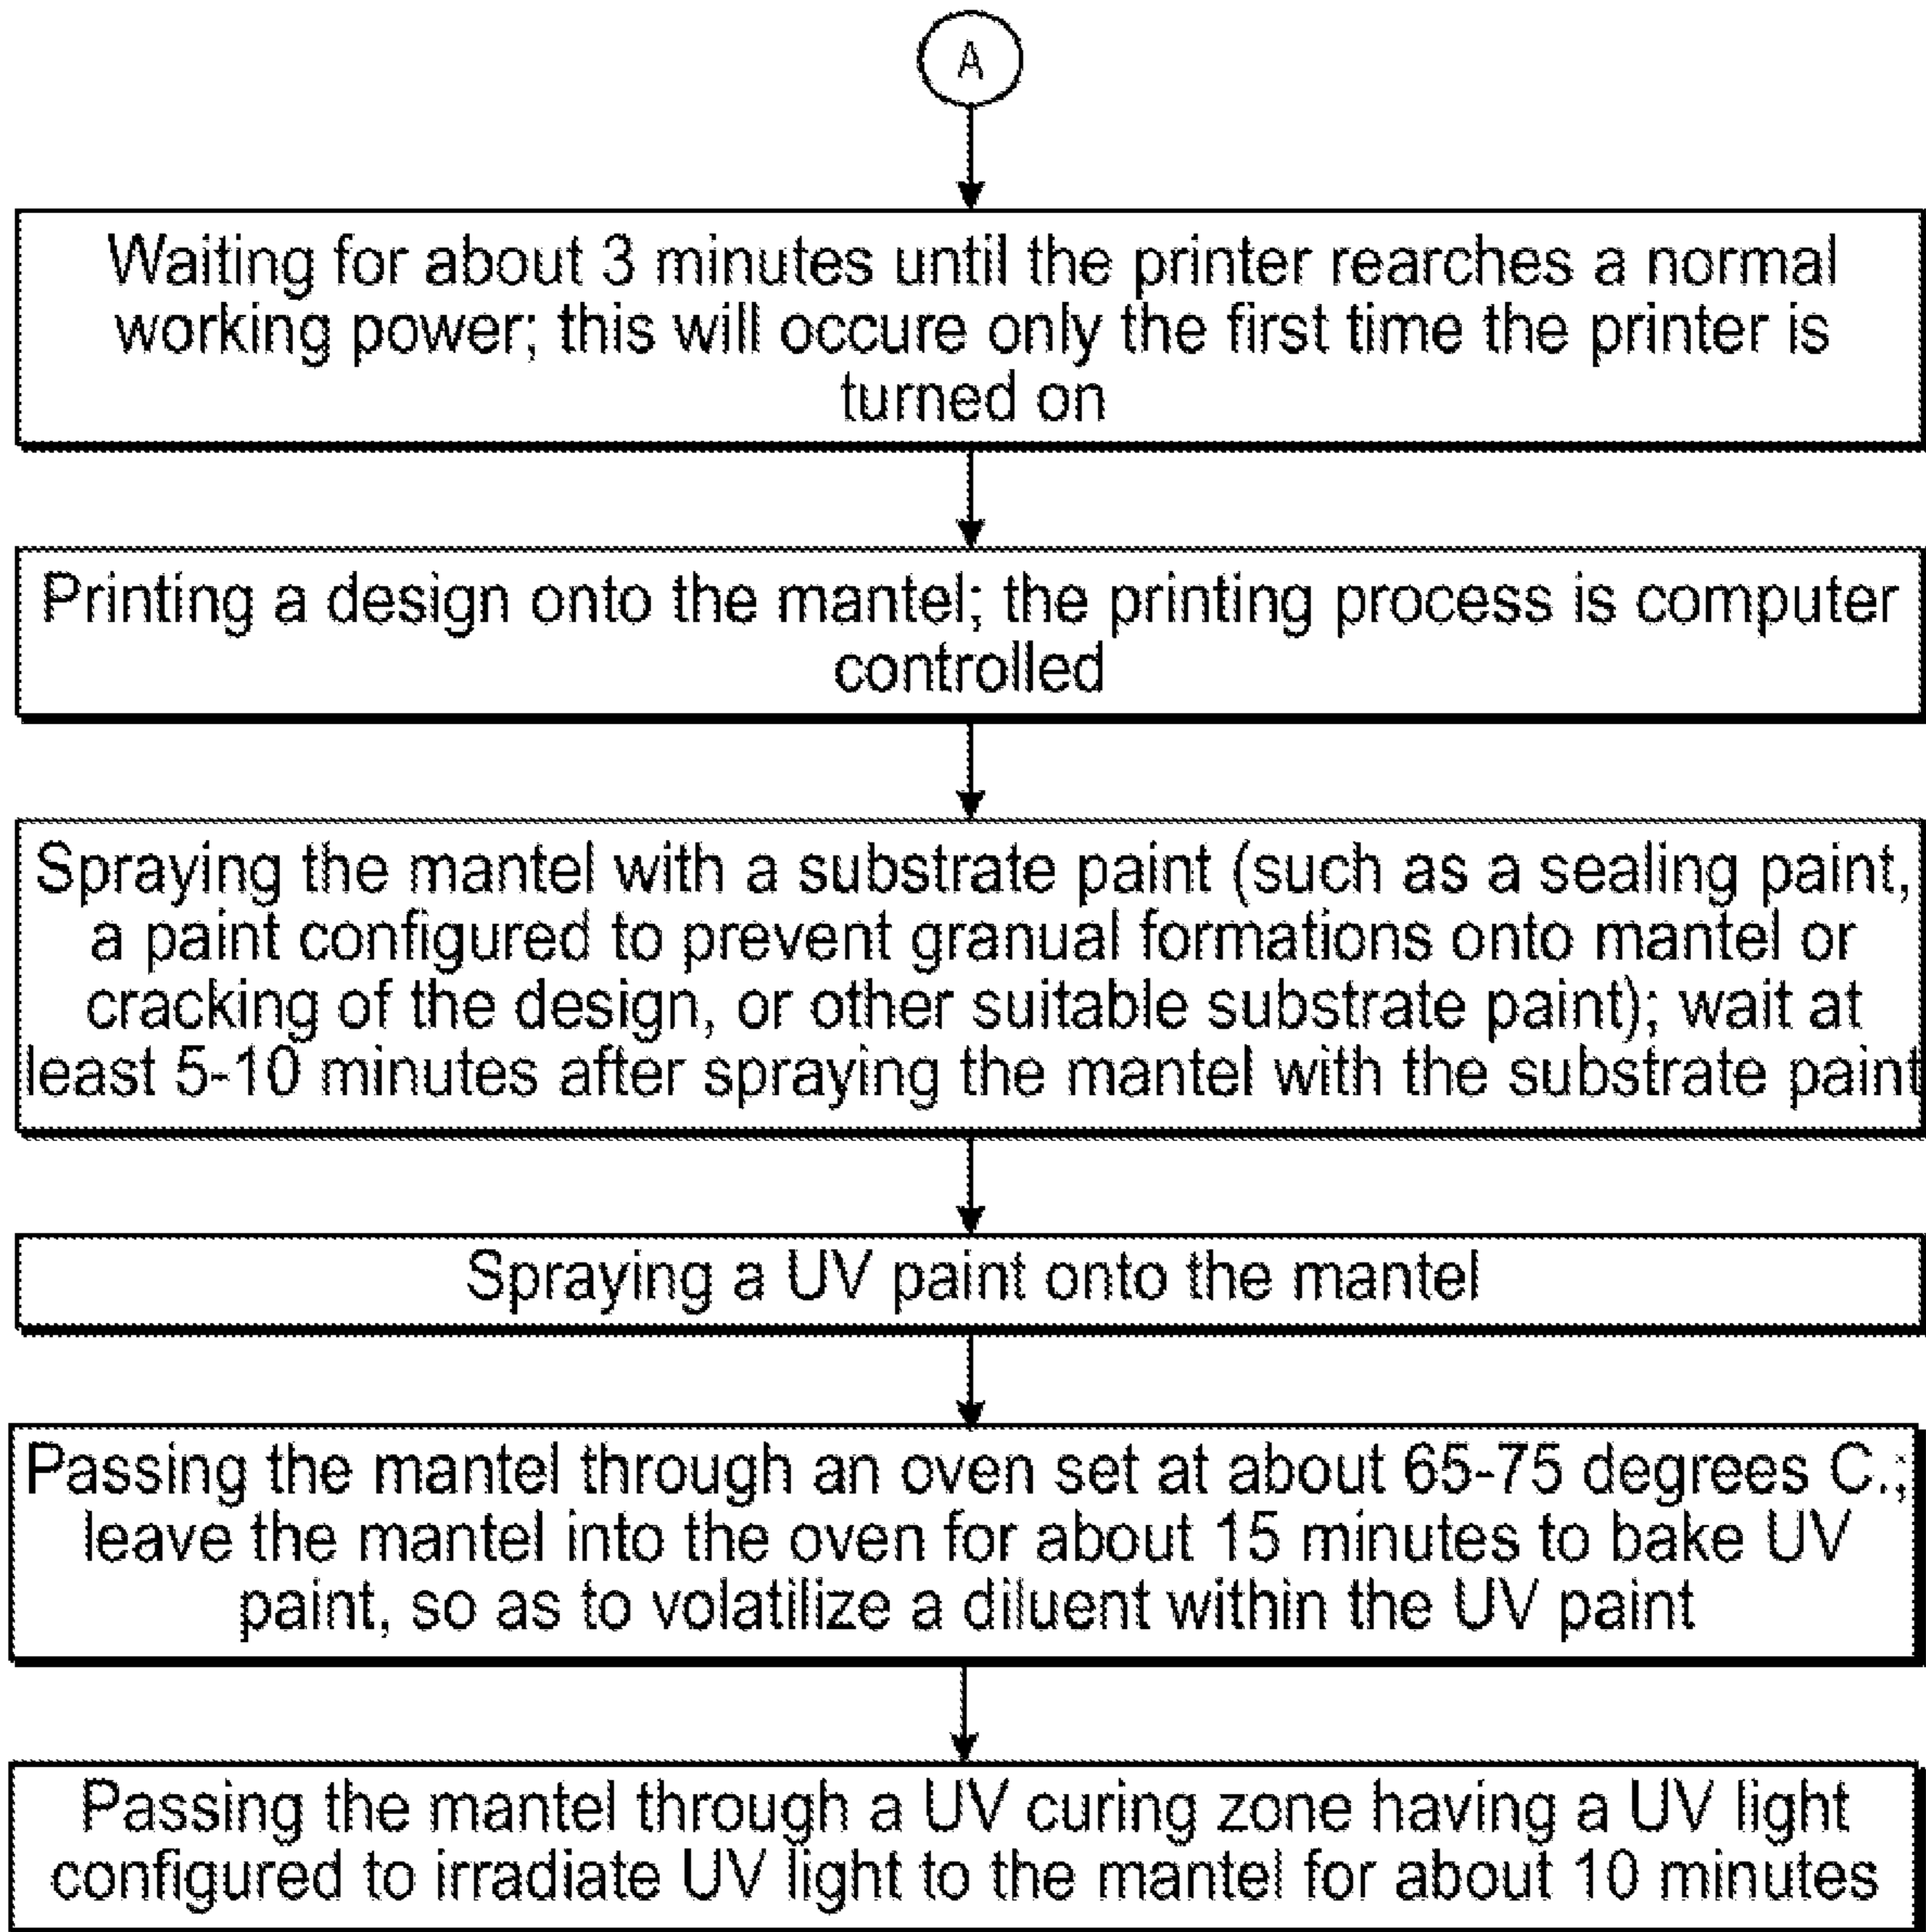 A
Waiting for about 3 minutes until the printer rearches a normal
working power; this will occure only the first time the printer is
turned on
Printing a design onto the mantel; the printing process is computer
controlled
Spraying the mantel with a substrate paint (such as a sealing paint,
a paint configured to prevent granual formations onto mantel or
cracking of the design, or other suitable substrate paint); wait at
least 5-10 minutes after spraying the mantel with the substrate paint
Spraying a UV paint onto the mantel
Passing the mantel through an oven set at about 65-75 degrees C.;
leave the mantel into the oven for about 15 minutes to bake UV
paint, so as to volatilize a diluent within the UV paint
Passing the mantel through a UV curing zone having a UV light
configured to irradiate UV light to the mantel for about 10 minutes